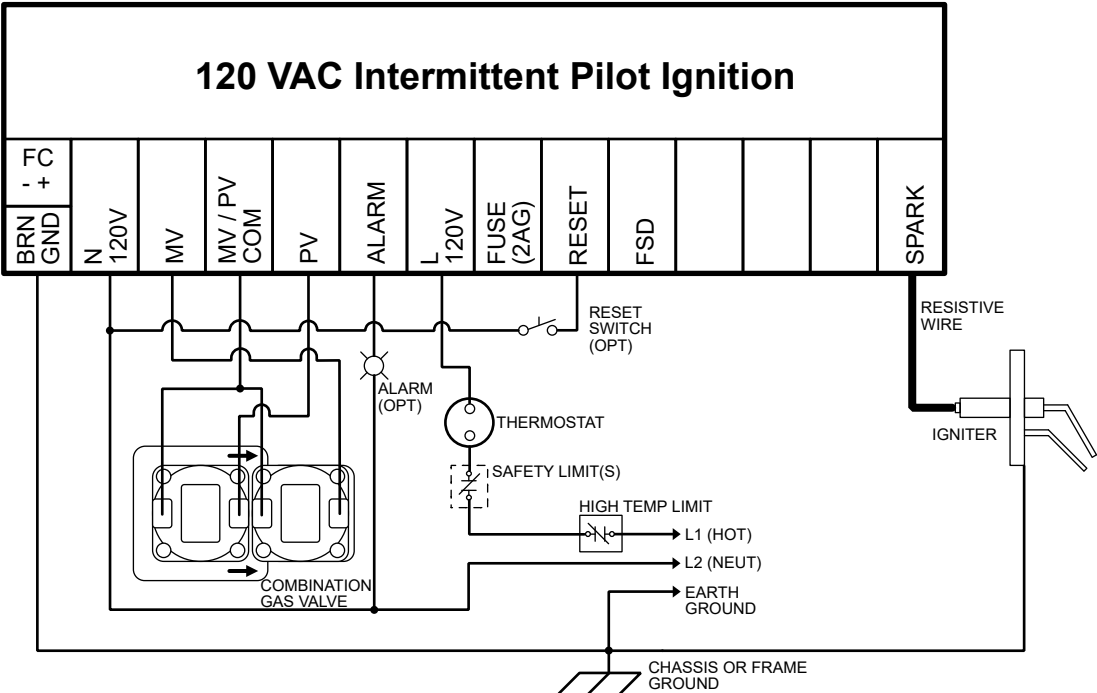 120 VAC Intermittent Pilot Ignition
FC
- +
BRN
GND
N
120V
MV
MV / PV
COM
PV
ALARM
L
120V
FUSE
(2AG)
RESET
FSD
SPARK
RESET
SWITCH
(OPT)
RESISTIVE
WIRE
ALARM
(OPT)
THERMOSTAT
IGNITER
SAFETY LIMIT(S)
HIGH TEMP LIMIT
L1 (HOT)
L2 (NEUT)
COMBINATION
GAS VALVE
EARTH
GROUND
CHASSIS OR FRAME
GROUND